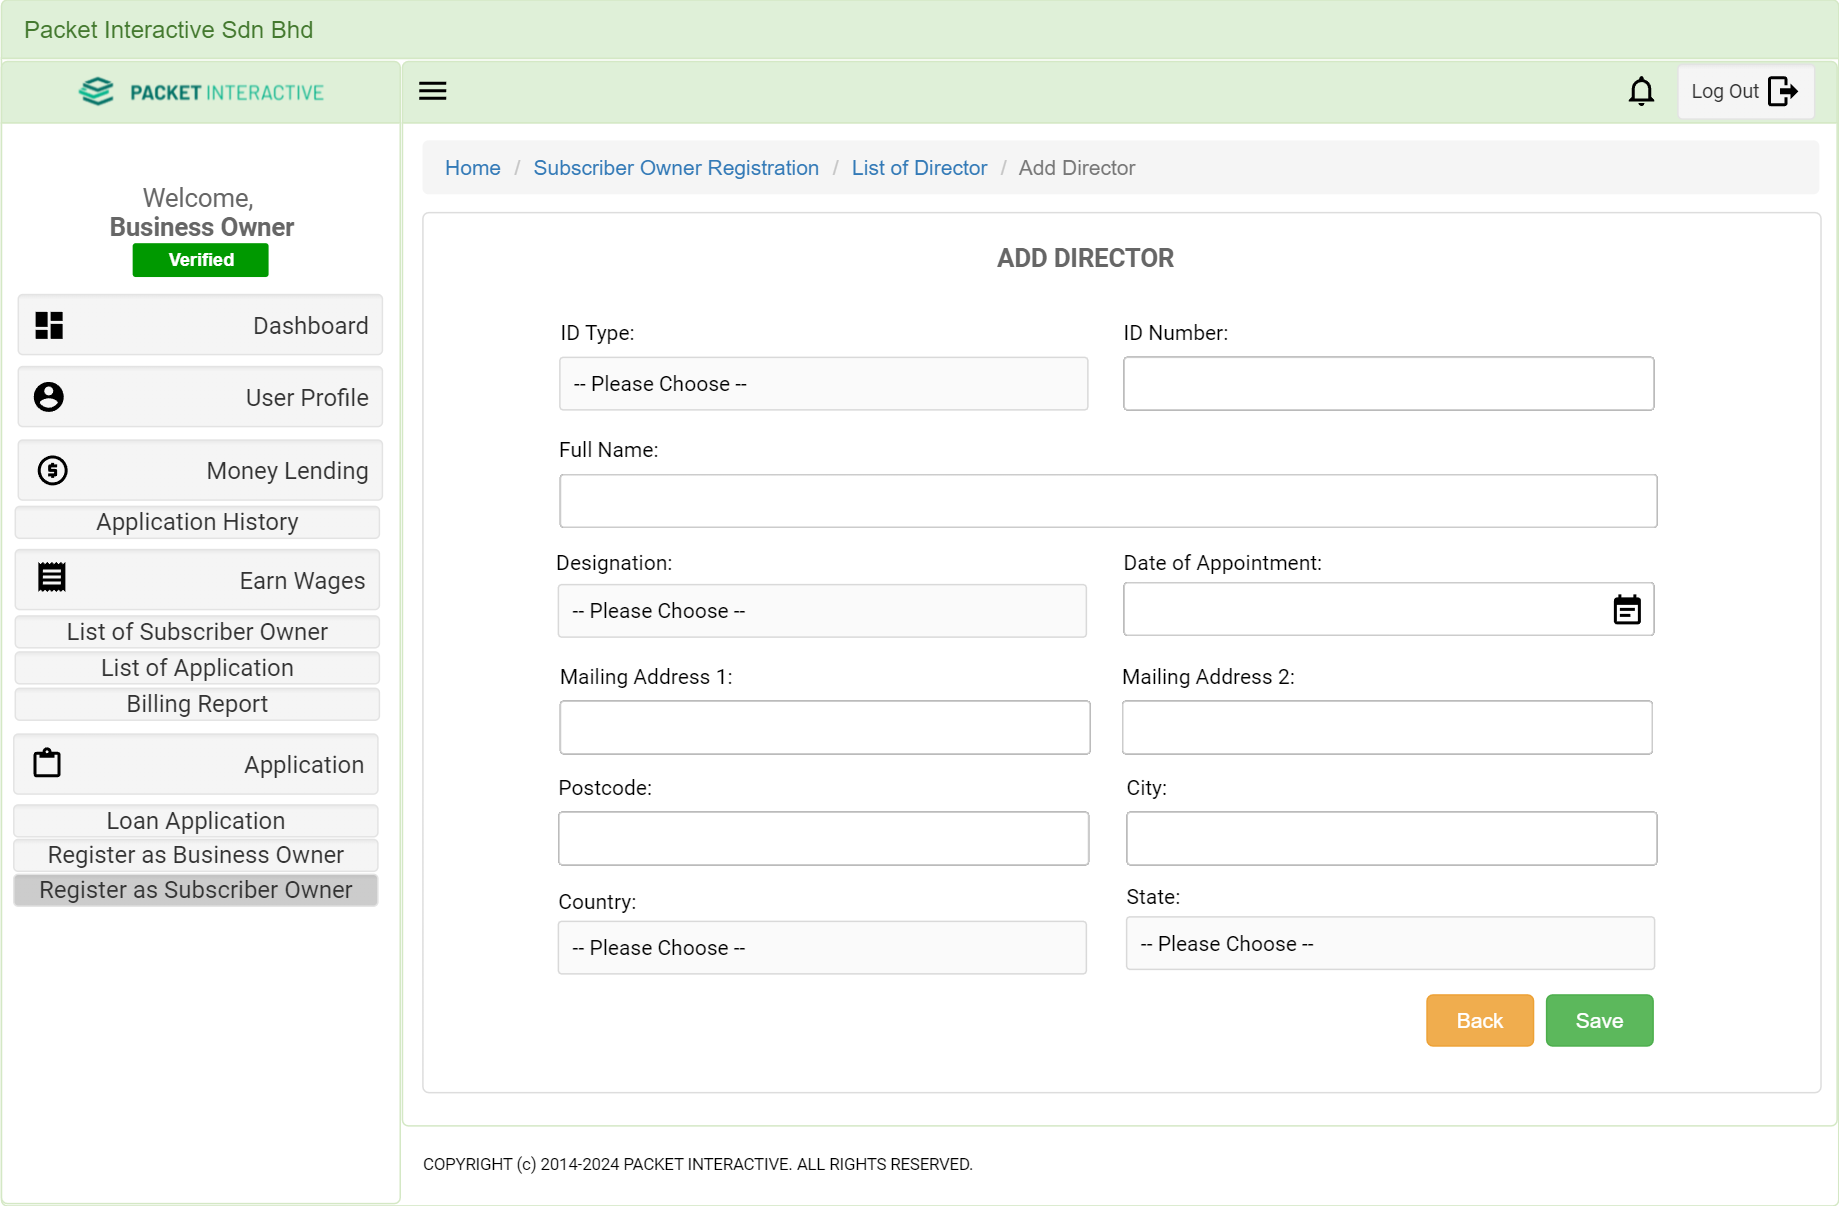 Packet Interactive Sdn Bhd
PACKET INTERACTIVE
Log Out
Welcome,
Business Owner
Verified
Dashboard
User Profile
Money Lending
Application History
Earn Wages
List of Subscriber Owner
List of Application
Billing Report
Application
Loan Application
Register as Business Owner
Register as Subscriber Owner
Home / Subscriber Owner Registration / List of Director / Add Director
ADD DIRECTOR
ID Type:
-- Please Choose --
ID Number:
Full Name:
Designation:
-- Please Choose --
Date of Appointment:
Mailing Address 1:
Mailing Address 2:
Postcode:
City:
Country:
-- Please Choose --
State:
-- Please Choose --
Back
Save
COPYRIGHT (c) 2014-2024 PACKET INTERACTIVE. ALL RIGHTS RESERVED.